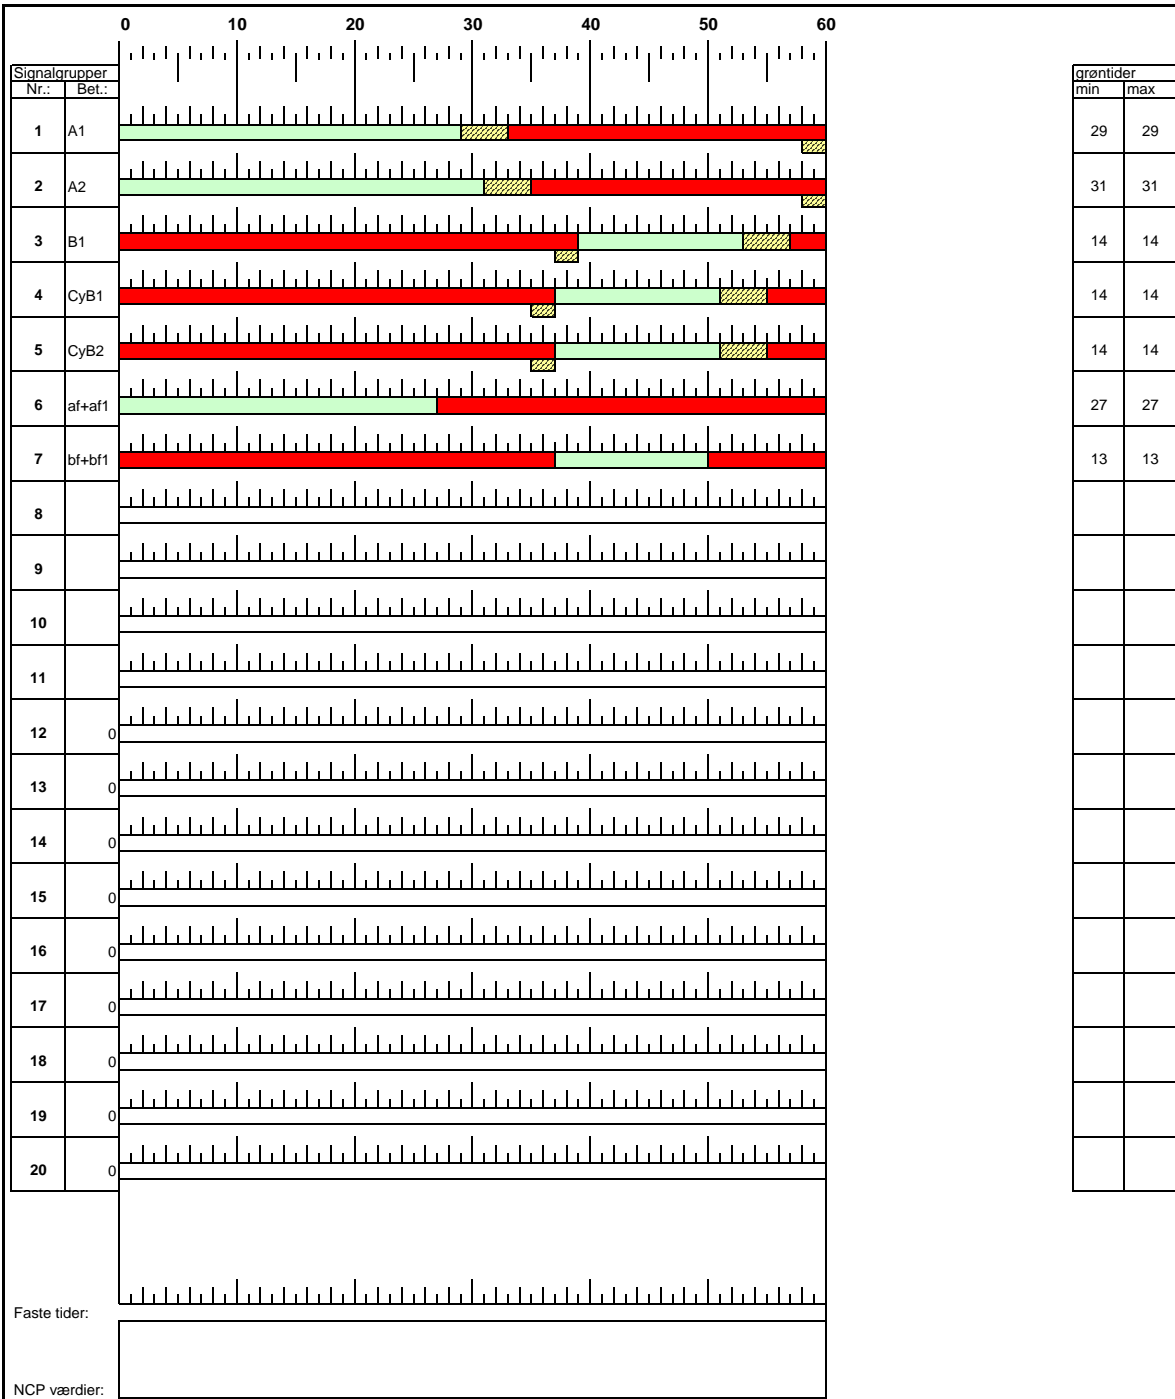 0 10 20 30 40 50 60
Signalgrupper grøntider
Nr.: Bet.: min max
1 A1 29 29
2 A2 31 31
3 B1 14 14
4 CyB1 14 14
5 CyB2 14 14
6 af+af1 27 27
7 bf+bf1 13 13
8
9
10
11
12 0
13 0
14 0
15 0
16 0
17 0
18 0
19 0
20 0
Faste tider:
NCP værdier: